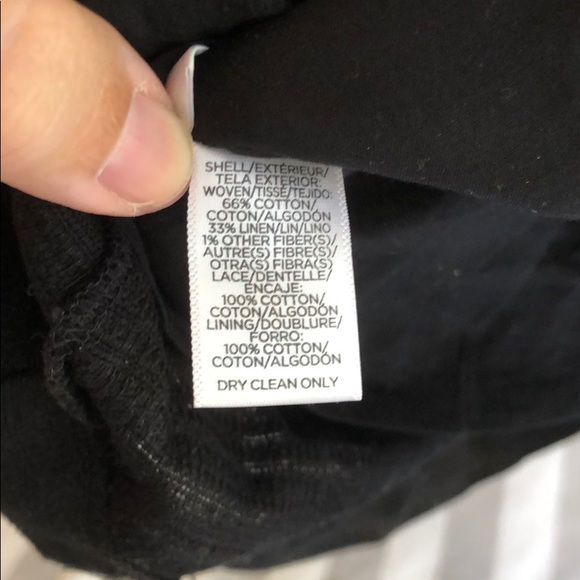 SHELL/EXTÉRIEUR/
TELA EXTERIOR:
WOVEN/TISSÉ/TEJIDO:
66% COTTON/
COTON/ALGODÓN
33% LINEN/LIN/LINO
1% OTHER FIBER(S)/
AUTRE(S) FIBRE(S)/
OTRA(S) FIBRA(S)
LACE/DENTELLE/
ENCAJE:
100% COTTON/
COTON/ALGODÓN
LINING/DOUBLURE/
FORRO:
100% COTTON/
COTON/ALGODÓN
DRY CLEAN ONLY